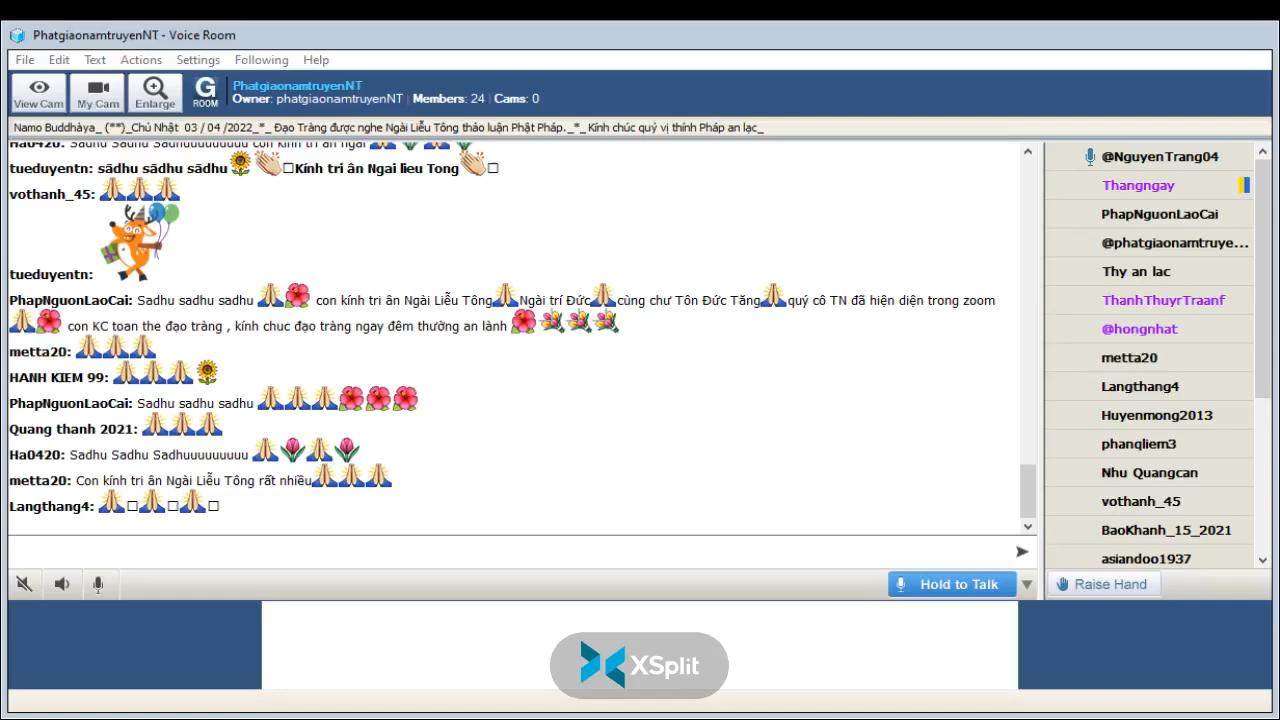 PhatgiaonamtruyenNT - Voice Room
File Edit Text Actions Settings Following Help
View Cam My Cam Enlarge G ROOM
PhatgiaonamtruyenNT
Owner: phatgiaonamtruyenNT | Members: 24 | Cams: 0
Namo Buddhàya_ (**)_Chủ Nhật 03 / 04 /2022_*_ Đạo Tràng được nghe Ngài Liễu Tông thảo luận Phật Pháp._*_ Kính chúc quý vị thính Pháp an lạc_
Ha0420: Sadhu Sadhu Sadhuuuuuuuuu con kính tri ân ngài
tueduyentn: sādhu sādhu sādhu Kính tri ân Ngai lieu Tong
vothanh_45:
tueduyentn:
PhapNguonLaoCai: Sadhu sadhu sadhu con kính tri ân Ngài Liễu Tông Ngài trí Đức cùng chư Tôn Đức Tăng quý cô TN đã hiện diện trong zoom
con KC toan the đạo tràng , kính chuc đạo tràng ngay đêm thường an lành
metta20:
HANH KIEM 99:
PhapNguonLaoCai: Sadhu sadhu sadhu
Quang thanh 2021:
Ha0420: Sadhu Sadhu Sadhuuuuuuuuu
metta20: Con kính tri ân Ngài Liễu Tông rất nhiều
Langthang4:
@NguyenTrang04
Thangngay
PhapNguonLaoCai
@phatgiaonamtruye...
Thy an lac
ThanhThuyrTraanf
@hongnhat
metta20
Langthang4
Huyenmong2013
phanqliem3
Nhu Quangcan
vothanh_45
BaoKhanh_15_2021
asiandoo1937
Hold to Talk
Raise Hand
XSplit